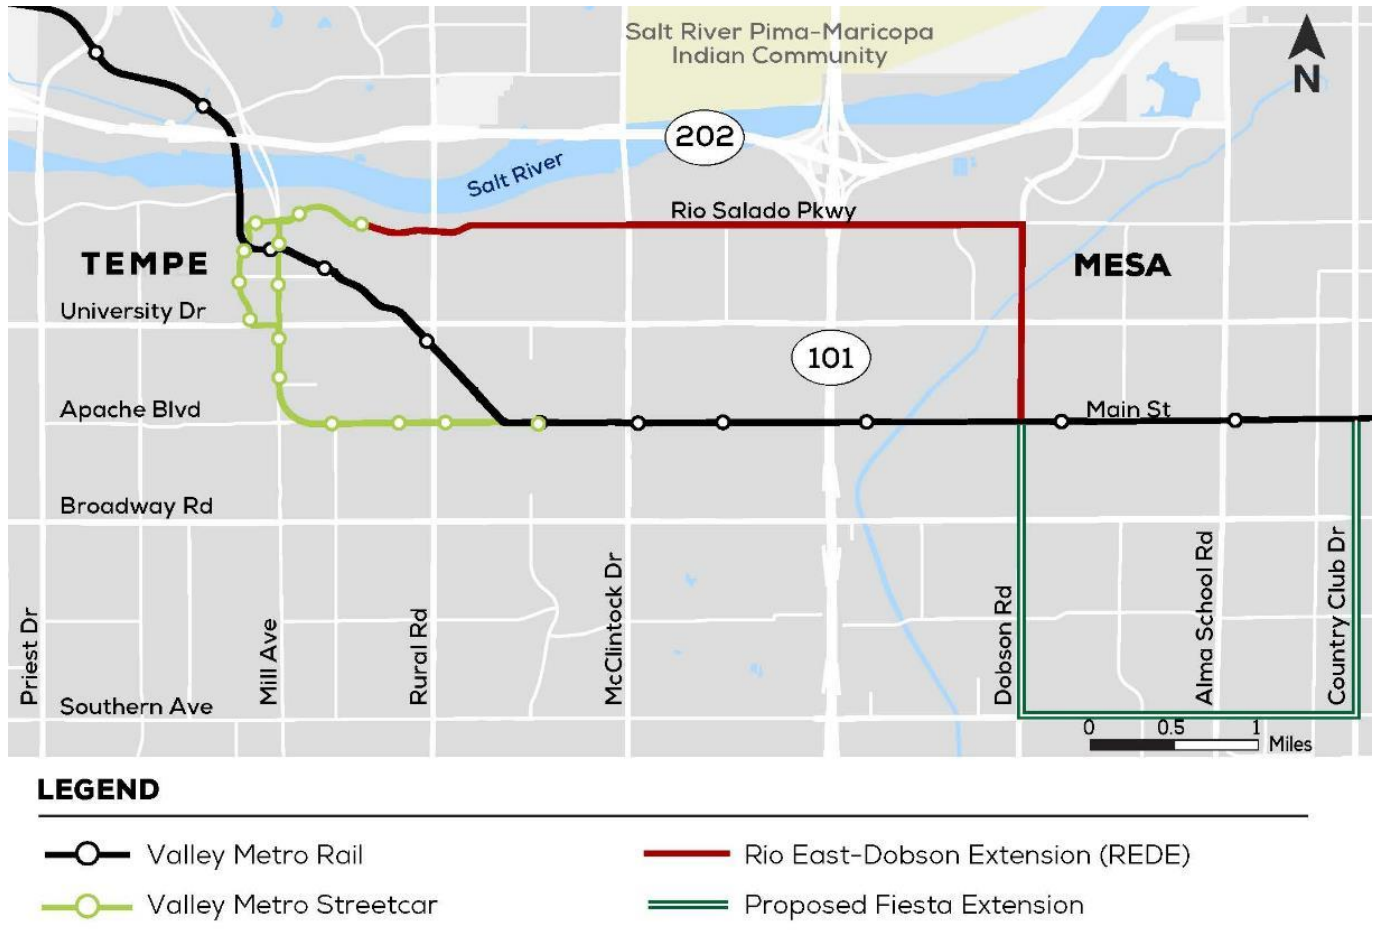 Salt River Pima-Maricopa
Indian Community
N
202
Salt River
Rio Salado Pkwy
TEMPE
MESA
University Dr
101
Apache Blvd
Main St
Broadway Rd
Priest Dr
Mill Ave
Rural Rd
McClintock Dr
Dobson Rd
Alma School Rd
Country Club Dr
Southern Ave
0 0.5 1
Miles
LEGEND
Valley Metro Rail
Rio East-Dobson Extension (REDE)
Valley Metro Streetcar
Proposed Fiesta Extension